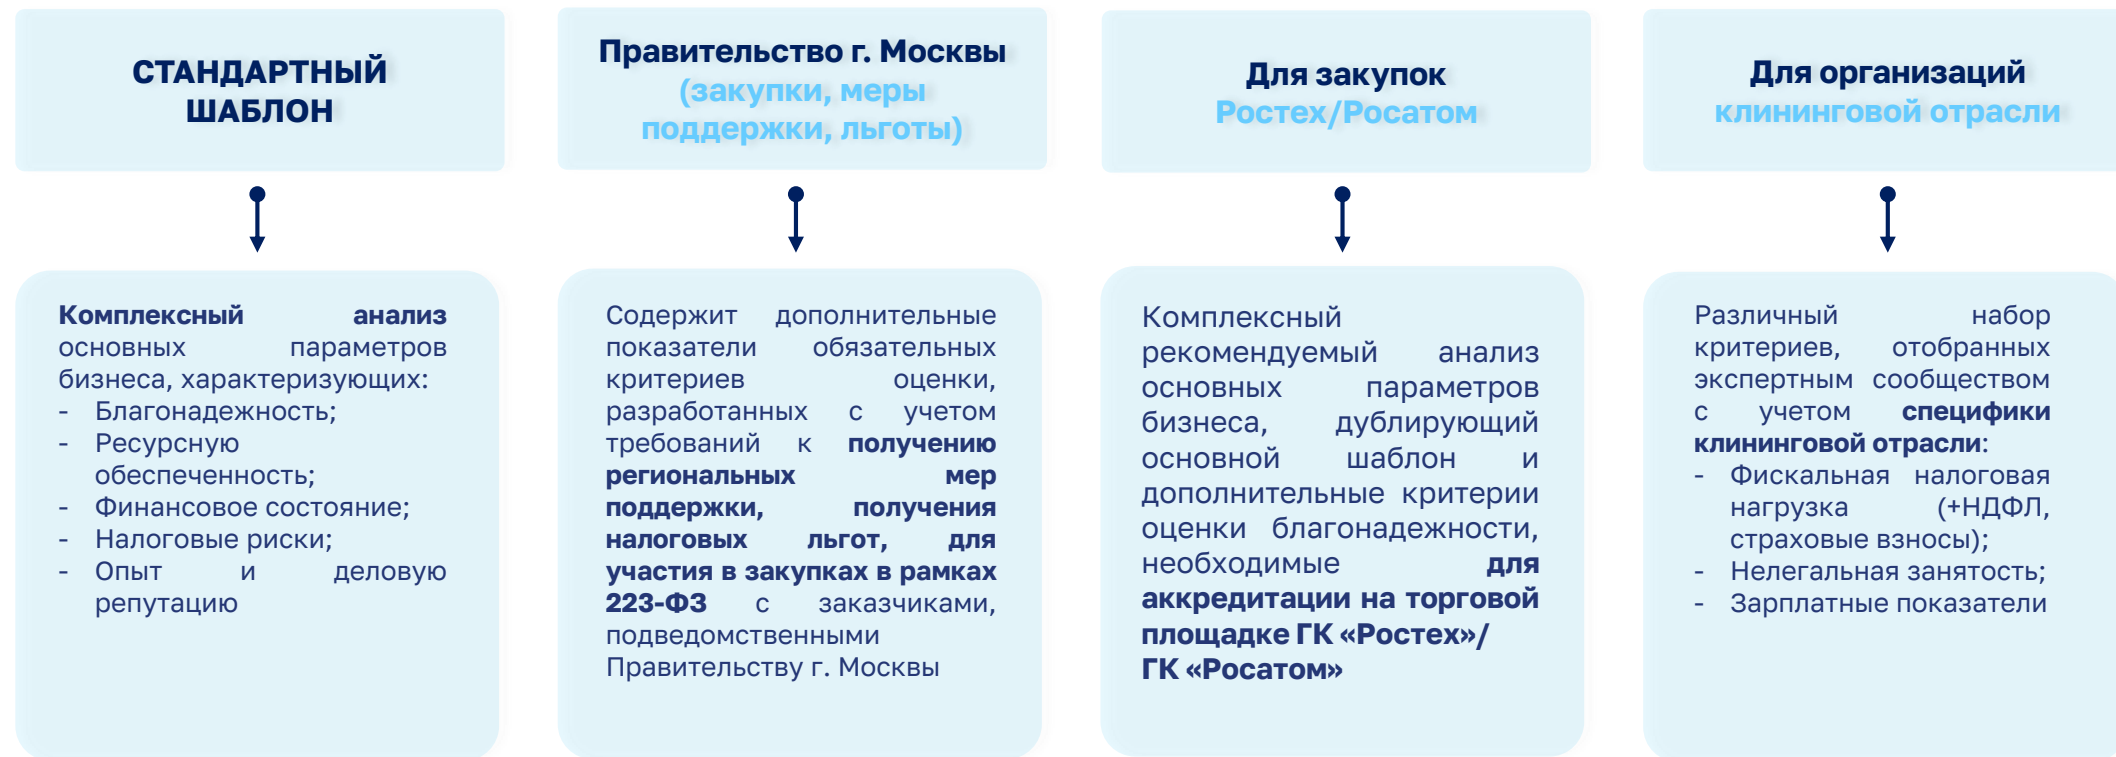 СТАНДАРТНЫЙ
ШАБЛОН
Комплексный анализ
основных параметров
бизнеса, характеризующих:
- Благонадежность;
- Ресурсную
обеспеченность;
- Финансовое состояние;
- Налоговые риски;
- Опыт и деловую
репутацию
Правительство г. Москвы
(закупки, меры
поддержки, льготы)
Содержит дополнительные
показатели обязательных
критериев оценки,
разработанных с учетом
требований к получению
региональных мер
поддержки, получения
налоговых льгот, для
участия в закупках в рамках
223-ФЗ с заказчиками,
подведомственными
Правительству г. Москвы
Для закупок
Ростех/Росатом
Комплексный
рекомендуемый анализ
основных параметров
бизнеса, дублирующий
основной шаблон и
дополнительные критерии
оценки благонадежности,
необходимые для
аккредитации на торговой
площадке ГК «Ростех»/
ГК «Росатом»
Для организаций
клининговой отрасли
Различный набор
критериев, отобранных
экспертным сообществом
с учетом специфики
клининговой отрасли:
- Фискальная налоговая
нагрузка (+НДФЛ,
страховые взносы);
- Нелегальная занятость;
- Зарплатные показатели